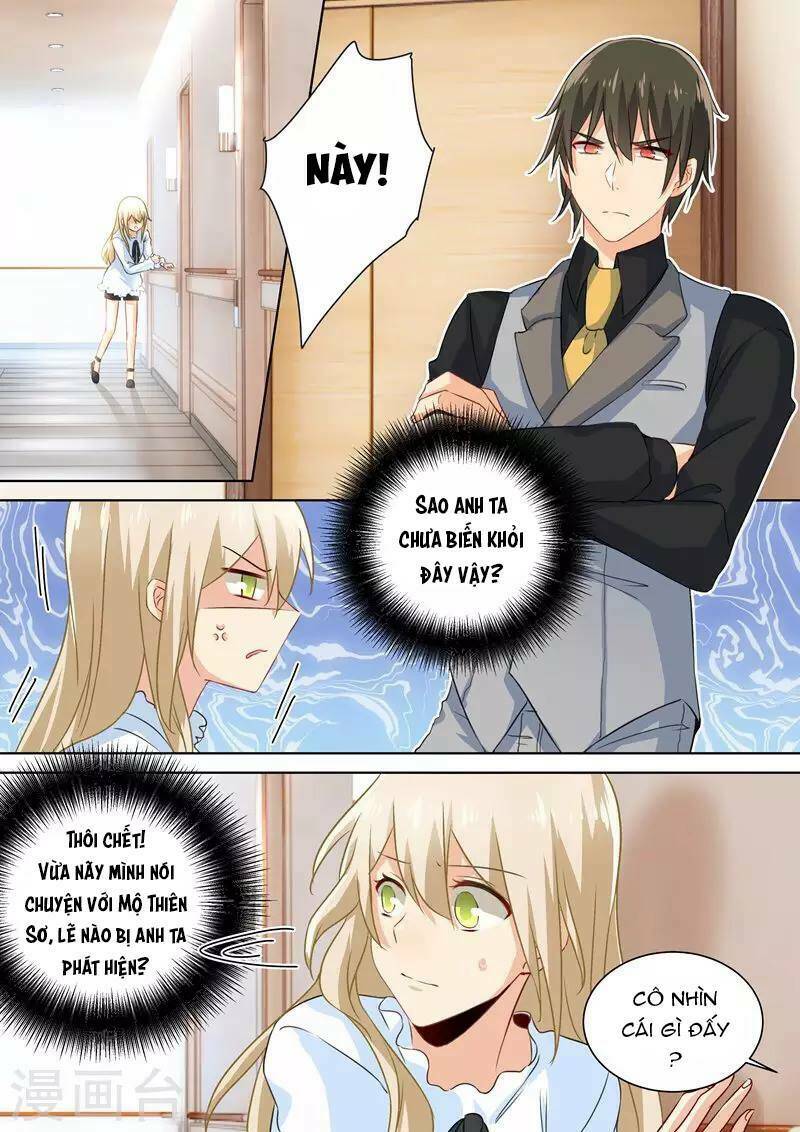 NÀY!
SAO ANH TA
CHƯA BIẾN KHỎI
ĐÂY VẬY?
THÔI CHẾT!
VỪA NÃY MÌNH NÓI
CHUYỆN VỚI MỘ THIÊN
SƠ, LẼ NÀO BỊ ANH TA
PHÁT HIỆN?
CÔ NHÌN
CÁI GÌ ĐẤY
?
漫画台